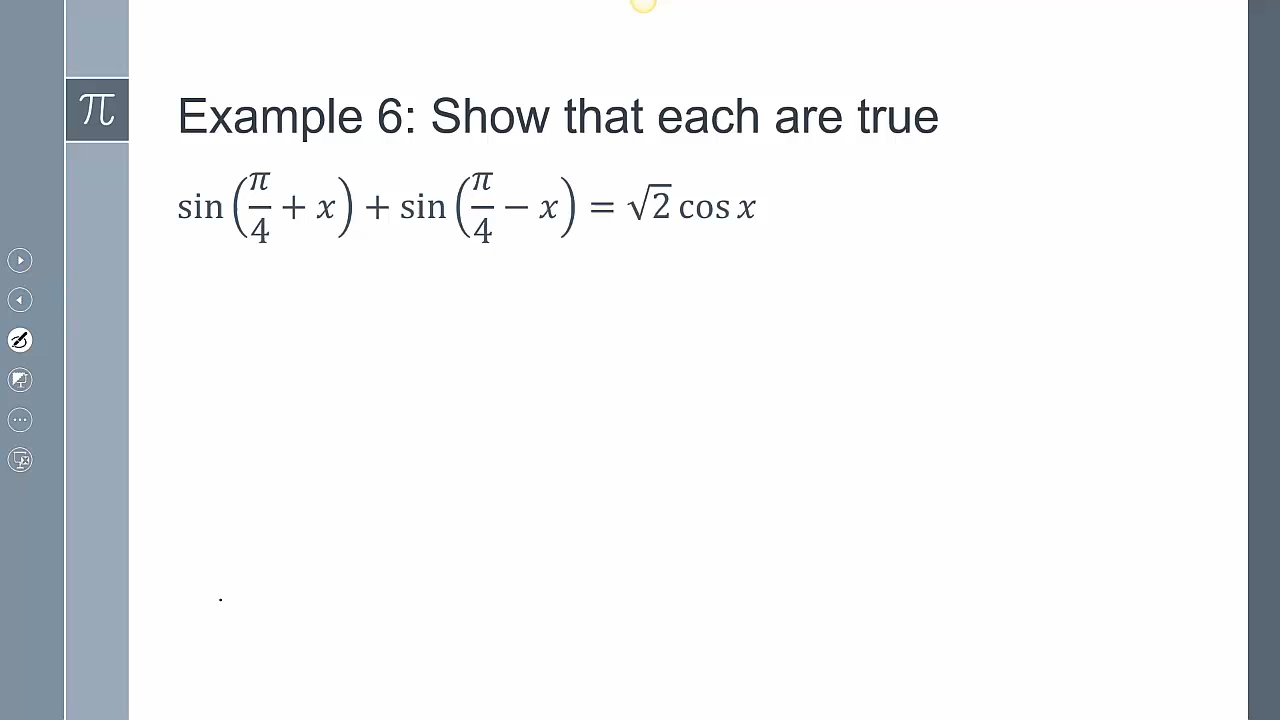 π
Example 6: Show that each are true
sin(π/4 + x) + sin(π/4 − x) = √2 cos x